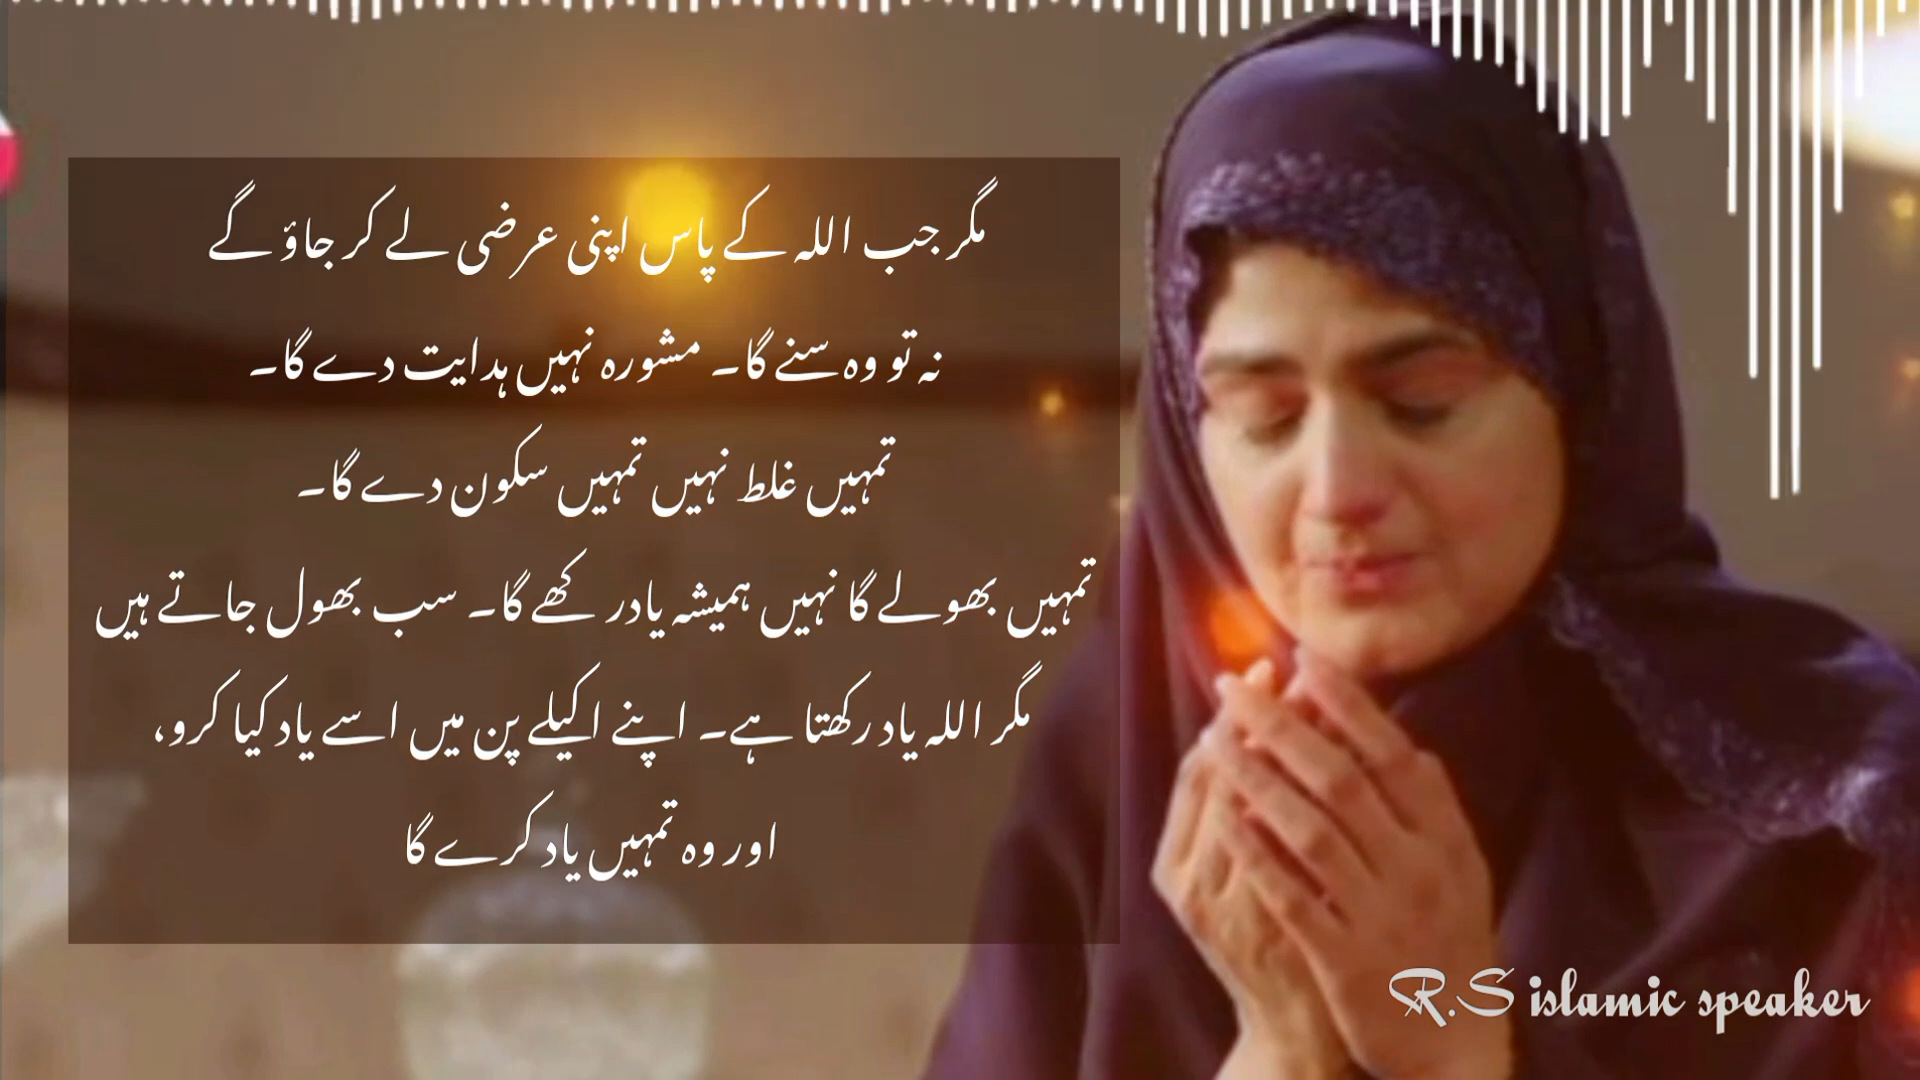 مگر جب اللہ کے پاس اپنی عرضی لے کر جاؤ گے
نہ تو وہ سنے گا۔ مشورہ نہیں ہدایت دے گا۔
تمہیں غلط نہیں تمہیں سکون دے گا۔
تمہیں بھولے گا نہیں ہمیشہ یادر کھے گا۔ سب بھول جاتے ہیں
مگر اللہ یاد رکھتا ہے۔ اپنے اکیلے پن میں اسے یاد کیا کرو،
اور وہ تمہیں یاد کرے گا
R.S islamic speaker